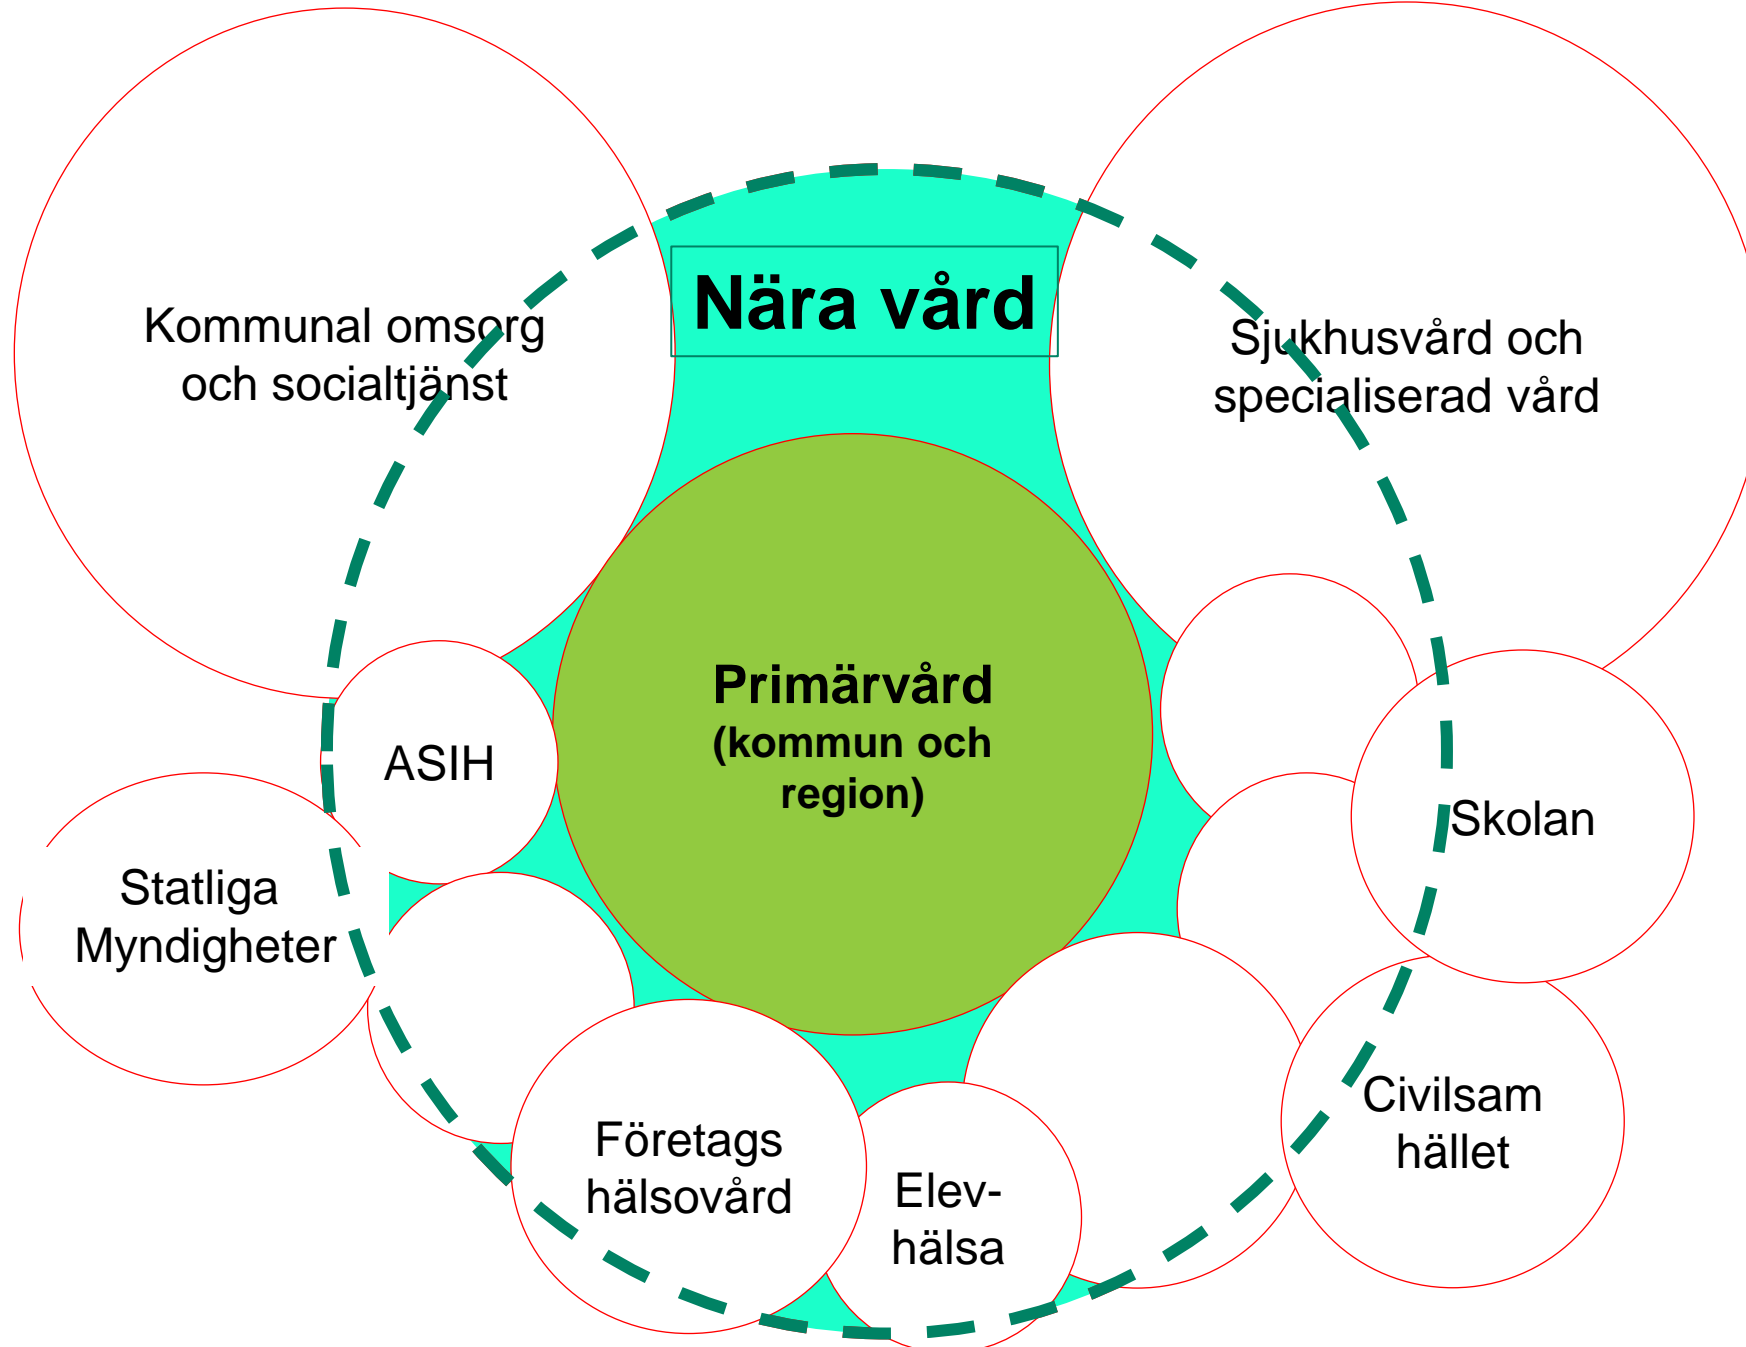 Nära vård
Kommunal omsorg
och socialtjänst
Sjukhusvård och
specialiserad vård
Primärvård
(kommun och
region)
ASIH
Skolan
Statliga
Myndigheter
Civilsam
hället
Företags
hälsovård
Elev-
hälsa